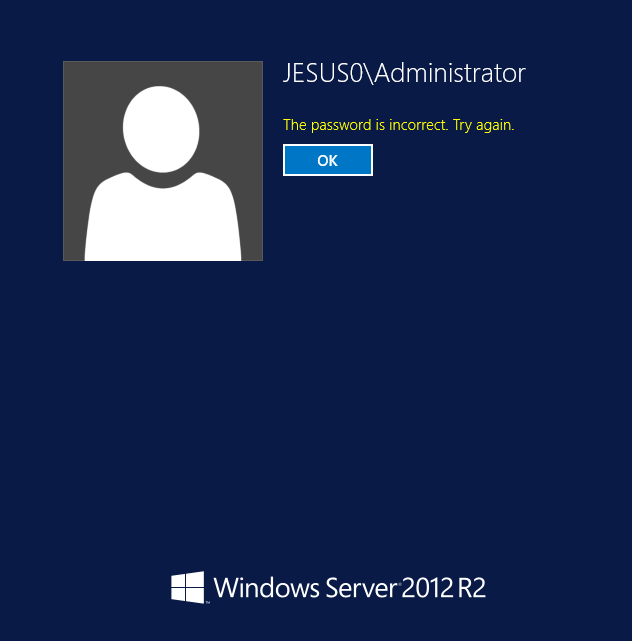 JESUS0\Administrator
The password is incorrect. Try again.
OK
Windows Server 2012 R2